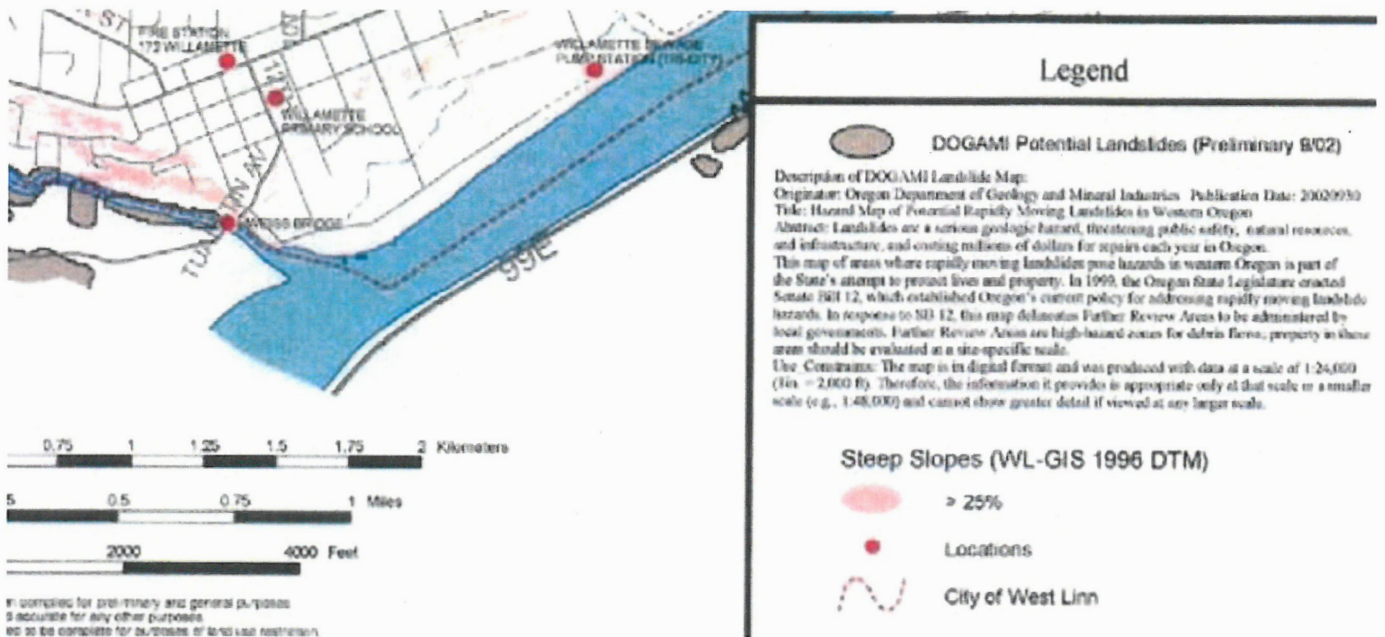 ST
FIRE STATION
172 WILLAMETTE
12TH
WILLAMETTE
PRIMARY SCHOOL
WILLAMETTE SEWAGE
PUMP STATION (TRI-CITY)
WEISS BRIDGE
99E
0.75 1 1.25 1.5 1.75 2 Kilometers
5 0.5 0.75 1 Miles
2000 4000 Feet
n compiled for preliminary and general purposes
s accurate for any other purposes.
ed to be complete for purposes of land use restriction.
Legend
DOGAMI Potential Landslides (Preliminary 9/02)
Description of DOGAMI Landslide Map:
Originator: Oregon Department of Geology and Mineral Industries Publication Date: 20020930
Title: Hazard Map of Potential Rapidly Moving Landslides in Western Oregon
Abstract: Landslides are a serious geologic hazard, threatening public safety, natural resources,
and infrastructure, and costing millions of dollars for repairs each year in Oregon.
This map of areas where rapidly moving landslides pose hazards in western Oregon is part of
the State's attempt to protect lives and property. In 1999, the Oregon State Legislature enacted
Senate Bill 12, which established Oregon's current policy for addressing rapidly moving landslide
hazards. In response to SB 12, this map delineates Further Review Areas to be administered by
local governments. Further Review Areas are high-hazard zones for debris flows; property in these
areas should be evaluated at a site-specific scale.
Use_Constraints: The map is in digital format and was produced with data at a scale of 1:24,000
(1in. = 2,000 ft). Therefore, the information it provides is appropriate only at that scale or a smaller
scale (e.g., 1:48,000) and cannot show greater detail if viewed at any larger scale.
Steep Slopes (WL-GIS 1996 DTM)
> 25%
Locations
City of West Linn